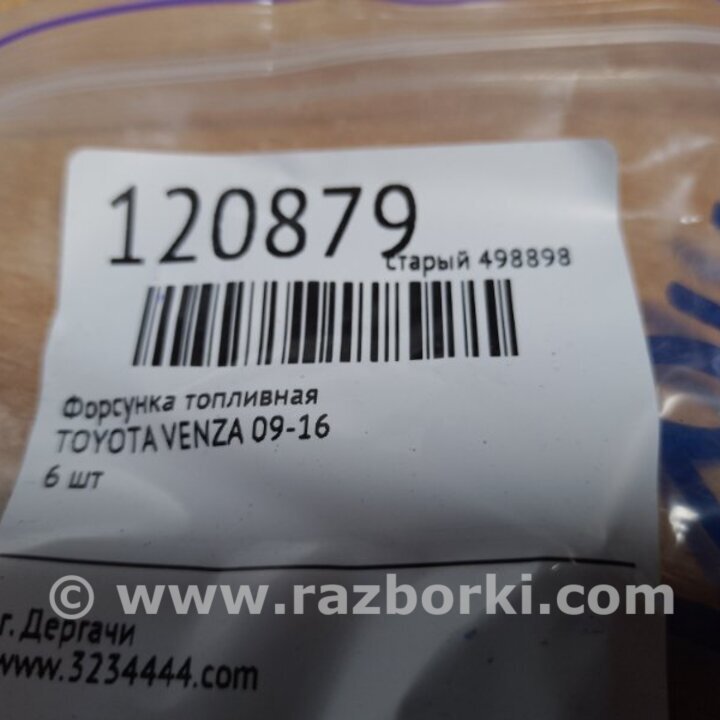 120879
старый 498898
Форсунка топливная
TOYOTA VENZA 09-16
6 шт
© www.razborki.com
г. Дергачи
www.3234444.com